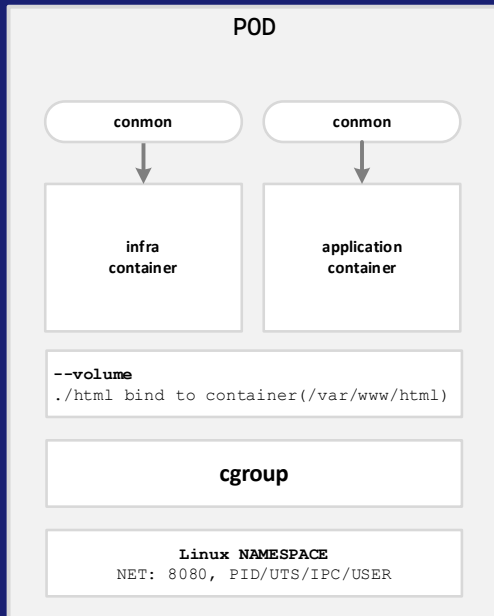 POD
conmon
conmon
infra
container
application
container
--volume
./html bind to container(/var/www/html)
cgroup
Linux NAMESPACE
NET: 8080, PID/UTS/IPC/USER